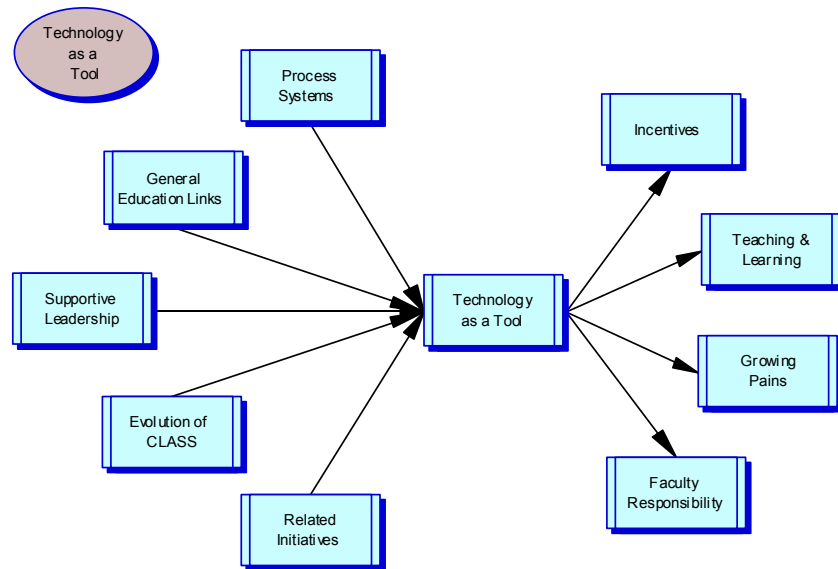 Technology
as a
Tool
Process
Systems
Incentives
General
Education Links
Teaching &
Learning
Supportive
Leadership
Technology
as a Tool
Growing
Pains
Evolution of
CLASS
Faculty
Responsibility
Related
Initiatives